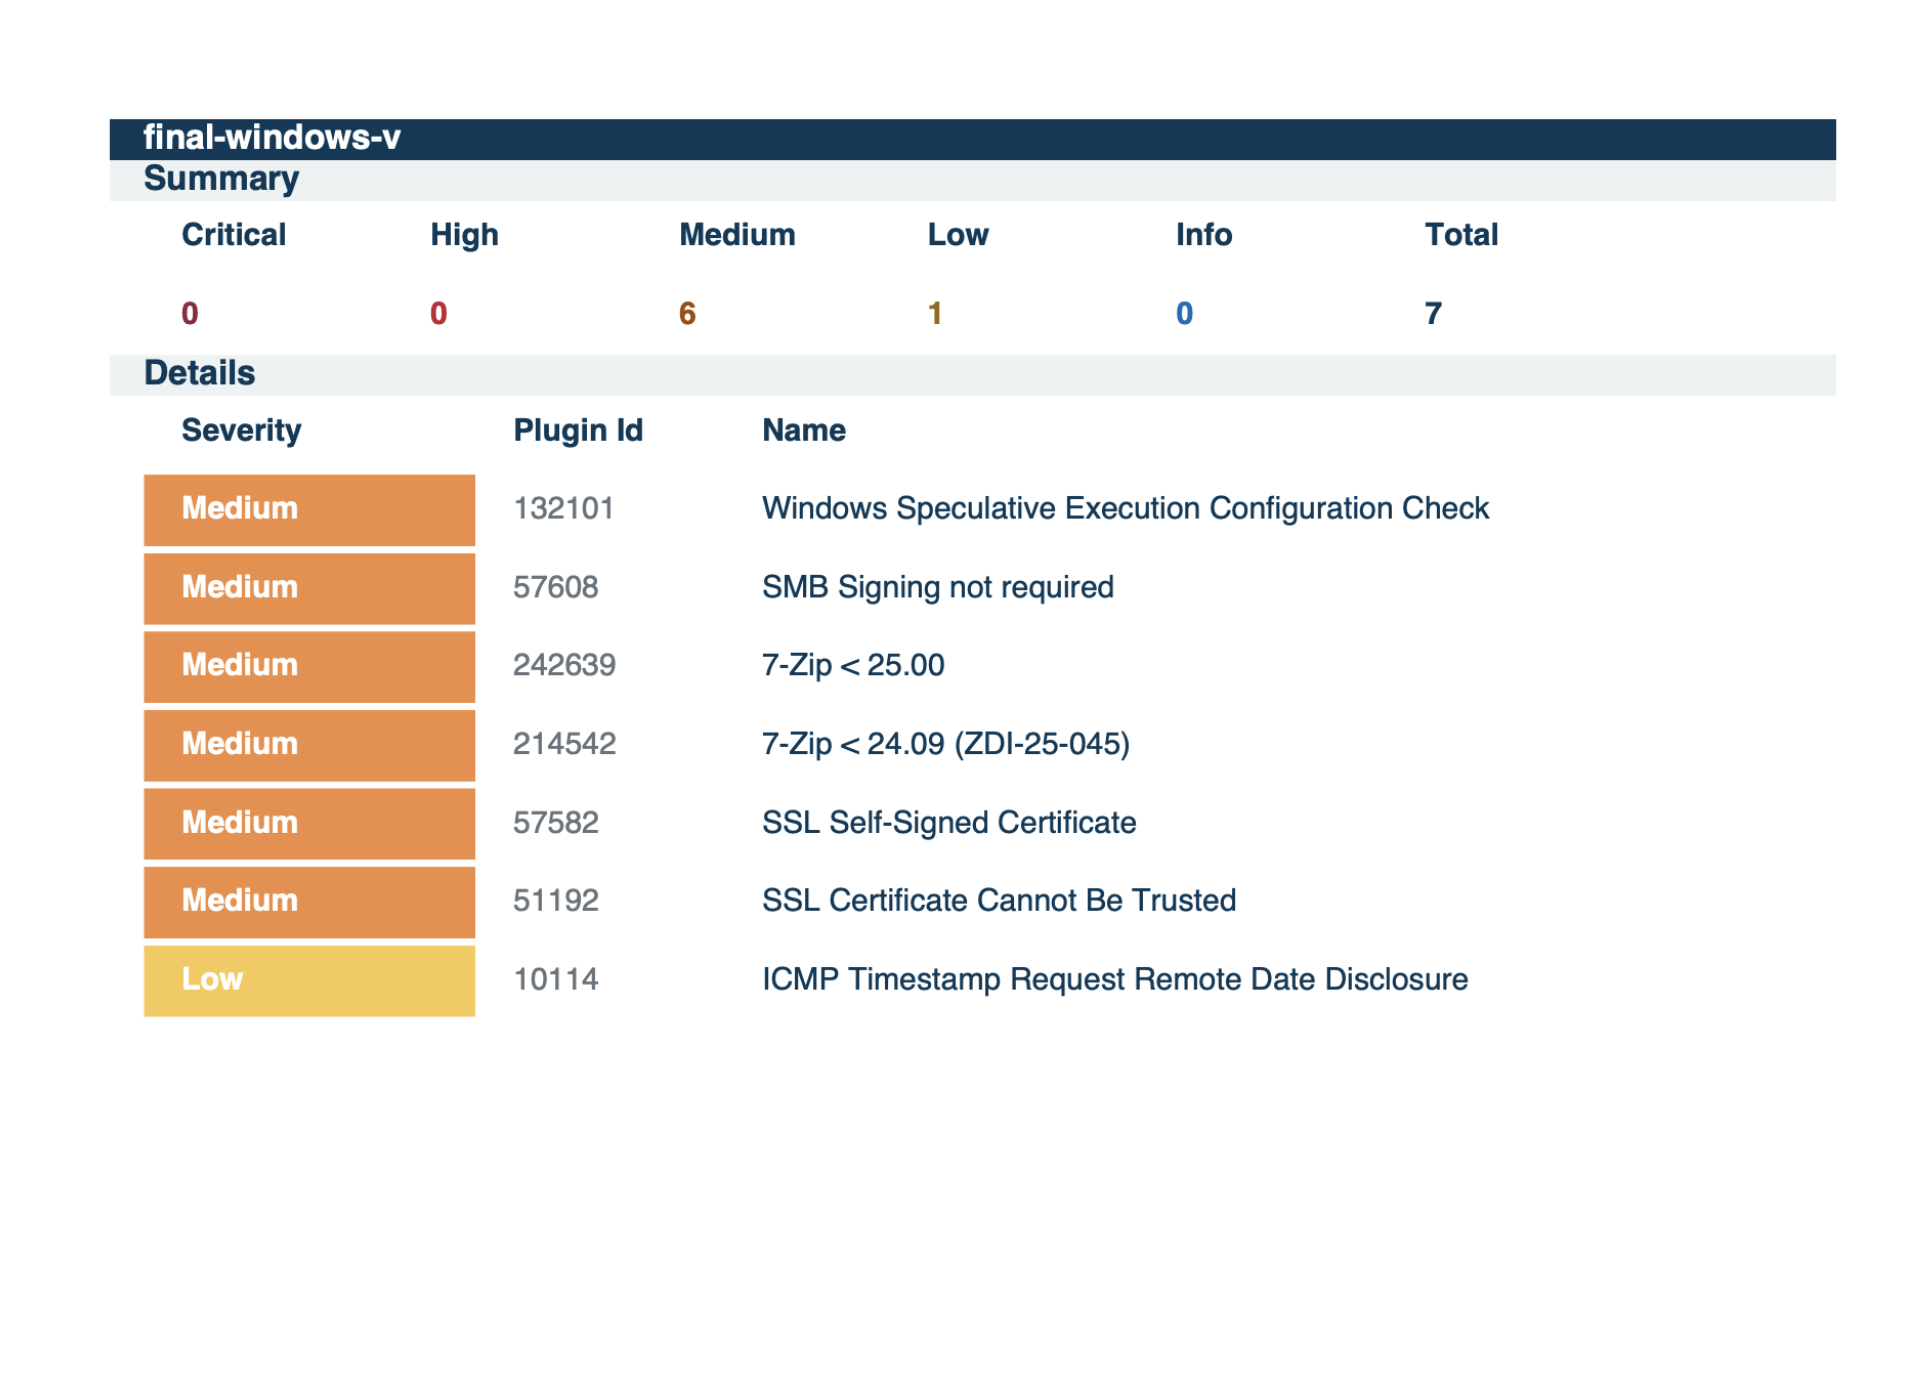 final-windows-v
Summary
Critical High Medium Low Info Total
0 0 6 1 0 7
Details
Severity Plugin Id Name
Medium 132101 Windows Speculative Execution Configuration Check
Medium 57608 SMB Signing not required
Medium 242639 7-Zip < 25.00
Medium 214542 7-Zip < 24.09 (ZDI-25-045)
Medium 57582 SSL Self-Signed Certificate
Medium 51192 SSL Certificate Cannot Be Trusted
Low 10114 ICMP Timestamp Request Remote Date Disclosure